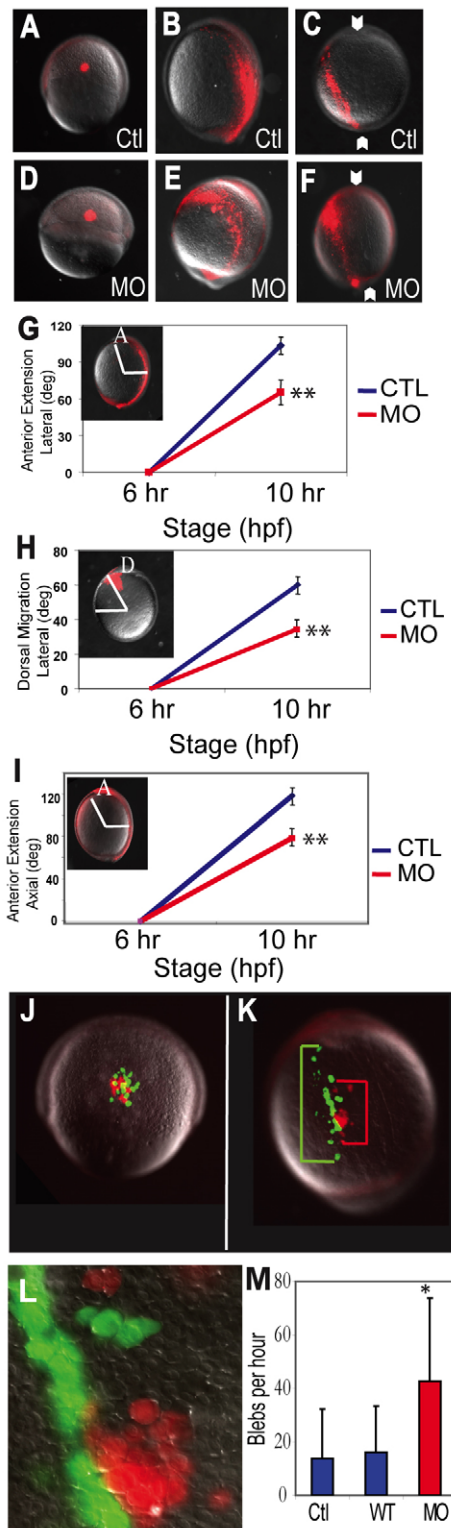 A
Ctl
B
Ctl
C
Ctl
D
MO
E
MO
F
MO
G
Anterior Extension
Lateral (deg)
120
90
60
30
0
A
**
CTL
MO
6 hr
10 hr
Stage (hpf)
H
Dorsal Migration
Lateral (deg)
80
60
40
20
0
D
**
CTL
MO
6 hr
10 hr
Stage (hpf)
I
Anterior Extension
Axial (deg)
120
80
40
0
A
**
CTL
MO
6 hr
10 hr
Stage (hpf)
J
K
L
M
Blebs per hour
80
60
40
20
0
*
Ctl
WT
MO